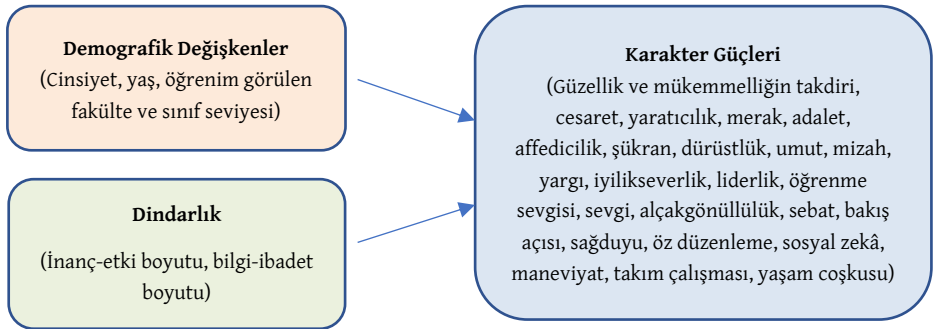 Demografik Değişkenler
(Cinsiyet, yaş, öğrenim görülen
fakülte ve sınıf seviyesi)
Dindarlık
(İnanç-etki boyutu, bilgi-ibadet
boyutu)
Karakter Güçleri
(Güzellik ve mükemmelliğin takdiri,
cesaret, yaratıcılık, merak, adalet,
affedicilik, şükran, dürüstlük, umut, mizah,
yargı, iyilikseverlik, liderlik, öğrenme
sevgisi, sevgi, alçakgönüllülük, sebat, bakış
açısı, sağduyu, öz düzenleme, sosyal zekâ,
maneviyat, takım çalışması, yaşam coşkusu)